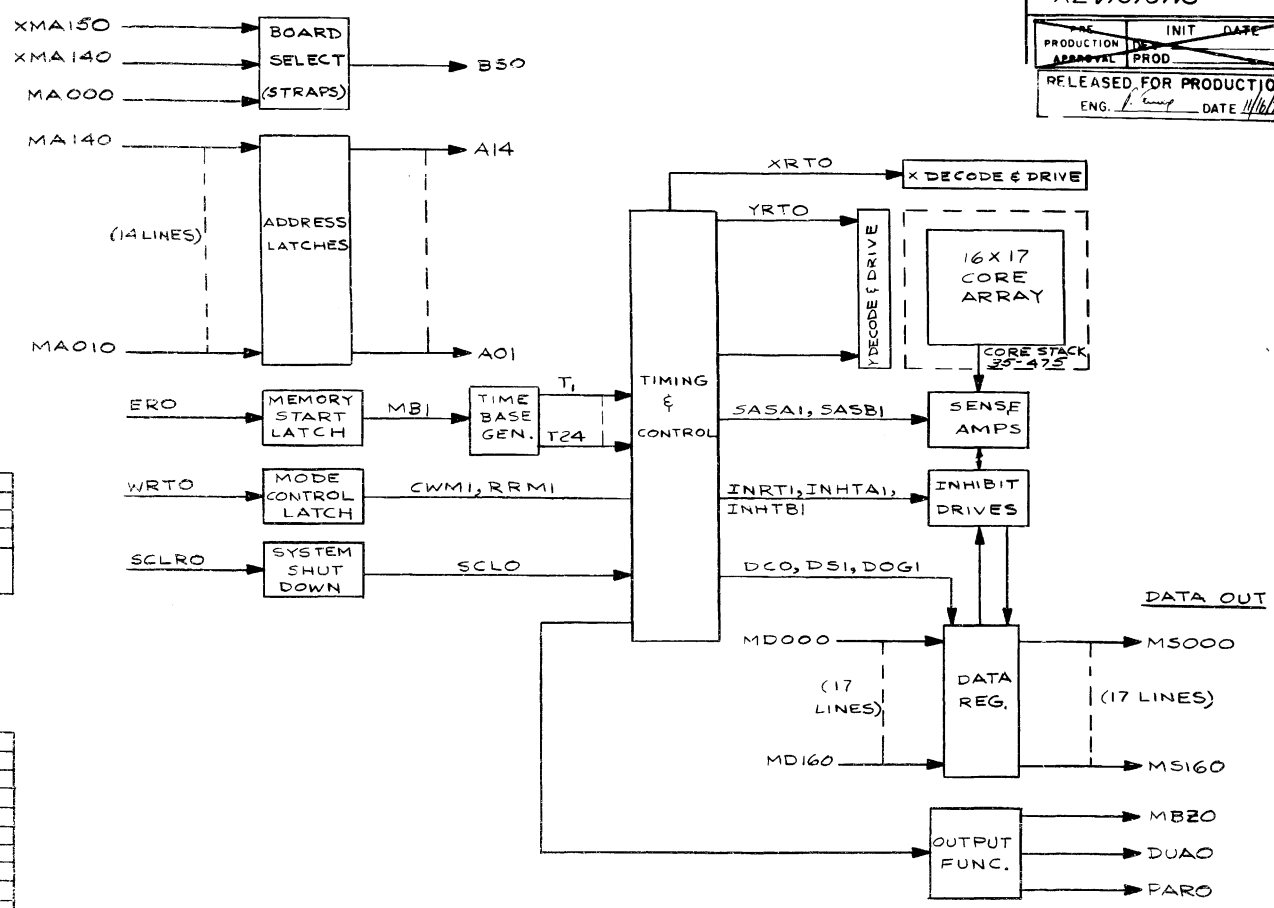 REVISIONS
PRE
PRODUCTION
APPROVAL
INIT DATE
PROD
RELEASED FOR PRODUCTION
ENG. DATE
XMA150
XMA140
MA000
BOARD
SELECT
(STRAPS)
BS0
MA140
(14 LINES)
MA010
ADDRESS
LATCHES
A14
A01
ERO
MEMORY
START
LATCH
MB1
TIME
BASE
GEN.
T1
T24
WRTO
MODE
CONTROL
LATCH
CWM1, RRM1
SCLRO
SYSTEM
SHUT
DOWN
SCLO
TIMING
&
CONTROL
XRTO
X DECODE & DRIVE
YRTO
Y DECODE & DRIVE
16X17
CORE
ARRAY
CORE STACK
35-475
SASA1, SASB1
SENSE
AMPS
INRT1, INHTA1,
INHTB1
INHIBIT
DRIVES
DCO, DS1, DOG1
DATA OUT
MD000
(17
LINES)
MD160
DATA
REG.
MS000
(17 LINES)
MS160
OUTPUT
FUNC.
MBZO
DUAO
PARO